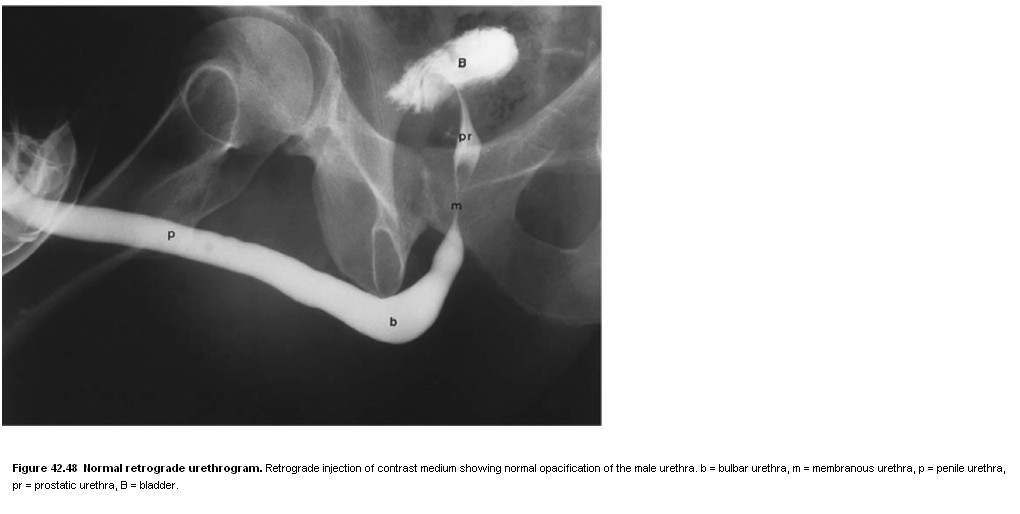 B
pr
m
p
b
Figure 42.48 Normal retrograde urethrogram. Retrograde injection of contrast medium showing normal opacification of the male urethra. b = bulbar urethra, m = membranous urethra, p = penile urethra,
pr = prostatic urethra, B = bladder.